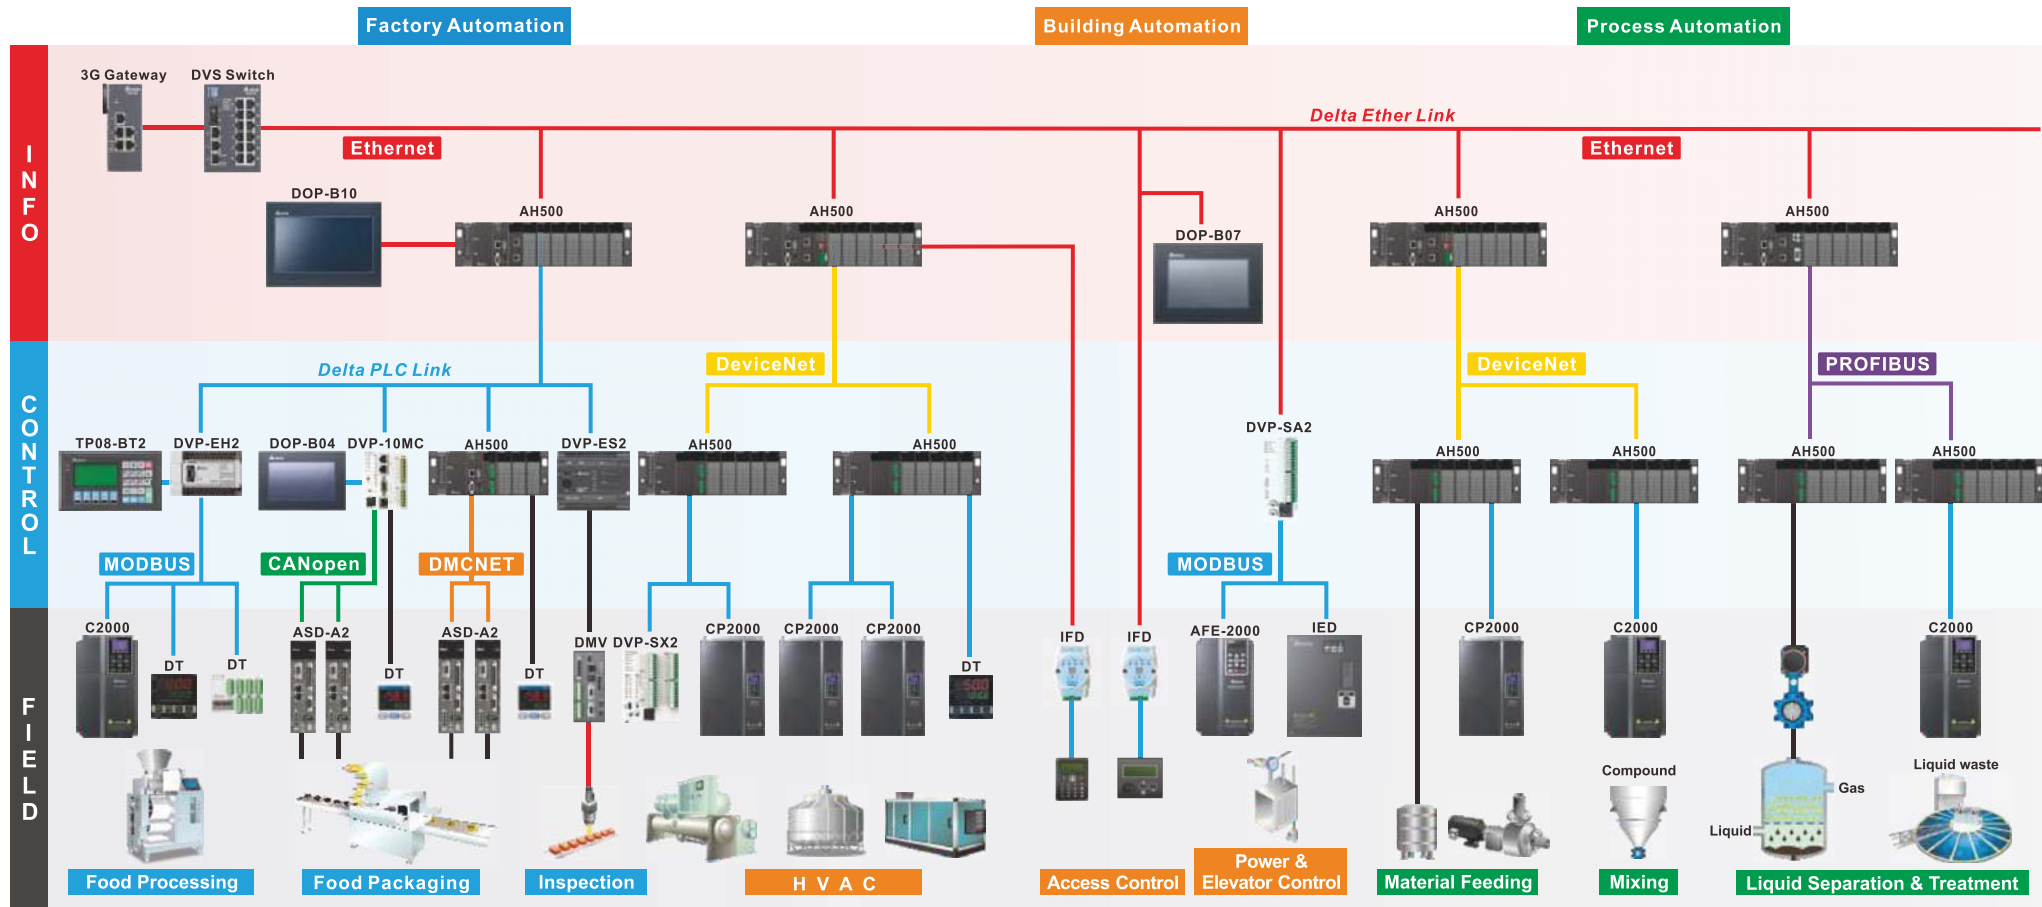 Factory Automation
Building Automation
Process Automation
INFO
3G Gateway
DVS Switch
Delta Ether Link
Ethernet
Ethernet
DOP-B10
AH500
AH500
DOP-B07
AH500
AH500
CONTROL
Delta PLC Link
DeviceNet
DeviceNet
PROFIBUS
TP08-BT2
DVP-EH2
DOP-B04
DVP-10MC
AH500
DVP-ES2
AH500
AH500
DVP-SA2
AH500
AH500
AH500
AH500
MODBUS
CANopen
DMCNET
MODBUS
FIELD
C2000
DT
DT
ASD-A2
DT
ASD-A2
DT
DMV
DVP-SX2
CP2000
CP2000
CP2000
DT
IFD
IFD
AFE-2000
IED
CP2000
C2000
C2000
Compound
Liquid waste
Gas
Liquid
Food Processing
Food Packaging
Inspection
H V A C
Access Control
Power &
Elevator Control
Material Feeding
Mixing
Liquid Separation & Treatment